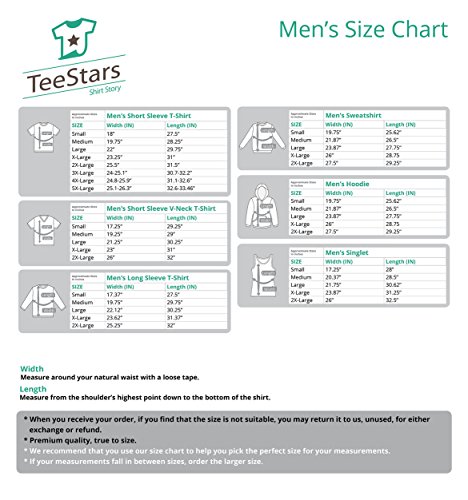 Men's Size Chart
TeeStars
Shirt Story
Approximate Sizes in Inches
Men's Short Sleeve T-Shirt
SIZE Width (IN) Length (IN)
Small 18" 27.5"
Medium 19.75" 28.25"
Large 22" 29.75"
X-Large 23.25" 31"
2X-Large 25.5" 31.5"
3X-Large 24-25.1" 30.7-32.2"
4X-Large 24.8-25.9" 31.1-32.6"
5X-Large 25.1-26.3" 32.6-33.46"
Approximate Sizes in Inches
Men's Short Sleeve V-Neck T-Shirt
SIZE Width (IN) Length (IN)
Small 17.25" 29.25"
Medium 19.25" 29"
Large 21.25" 30.25"
X-Large 23" 31"
2X-Large 26" 32"
Approximate Sizes in Inches
Men's Long Sleeve T-Shirt
SIZE Width (IN) Length (IN)
Small 17.37" 27.5"
Medium 19.75" 29.25"
Large 22.12" 30.25"
X-Large 23.62" 31.37"
2X-Large 25.25" 32"
Approximate Sizes in Inches
Men's Sweatshirt
SIZE Width (IN) Length (IN)
Small 19.75" 25.62"
Medium 21.87" 26.5"
Large 23.87" 27.75"
X-Large 26" 28.75
2X-Large 27.5" 29.25"
Approximate Sizes in Inches
Men's Hoodie
SIZE Width (IN) Length (IN)
Small 19.75" 25.62"
Medium 21.87" 26.5"
Large 23.87" 27.75"
X-Large 26" 28.75
2X-Large 27.5" 29.25"
Approximate Sizes in Inches
Men's Singlet
SIZE Width (IN) Length (IN)
Small 17.25" 28"
Medium 20.37" 28.5"
Large 21.75" 30.62"
X-Large 23.87" 31.25"
2X-Large 26" 32.5"
Width
Measure around your natural waist with a loose tape.
Length
Measure from the shoulder's highest point down to the bottom of the shirt.
* When you receive your order, if you find that the size is not suitable, you may return it to us, unused, for either
exchange or refund.
* Premium quality, true to size.
* We recommend that you use our size chart to help you pick the perfect size for your measurements.
* If your measurements fall in between sizes, order the larger size.